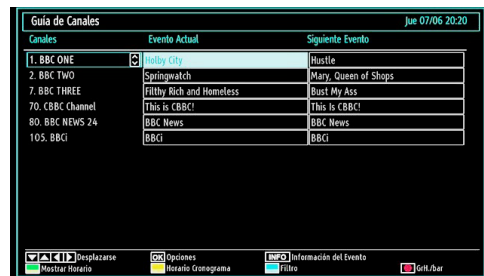 Guía de Canales Jue 07/06 20:20
Canales Evento Actual Siguiente Evento
1. BBC ONE Holby City Hustle
2. BBC TWO Springwatch Mary, Queen of Shops
7. BBC THREE Filthy Rich and Homeless Bust My Ass
70. CBBC Channel This is CBBC! This Is CBBC!
80. BBC NEWS 24 BBC News BBC News
105. BBCi BBCi BBCi
Desplazarse OK Opciones INFO Información del Evento
Mostrar Horario Horario Cronograma Filtro GrH./bar